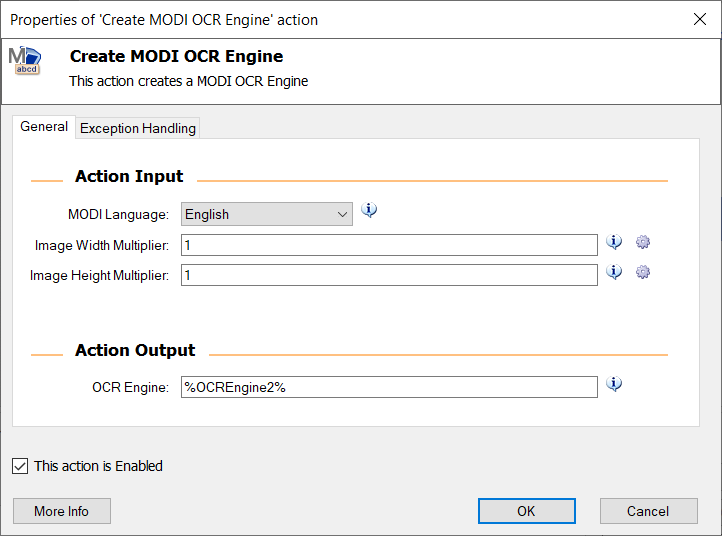 Properties of 'Create MODI OCR Engine' action
M
abcd
Create MODI OCR Engine
This action creates a MODI OCR Engine
General
Exception Handling
Action Input
MODI Language:
English
Image Width Multiplier:
1
Image Height Multiplier:
1
Action Output
OCR Engine:
%OCREngine2%
This action is Enabled
More Info
OK
Cancel